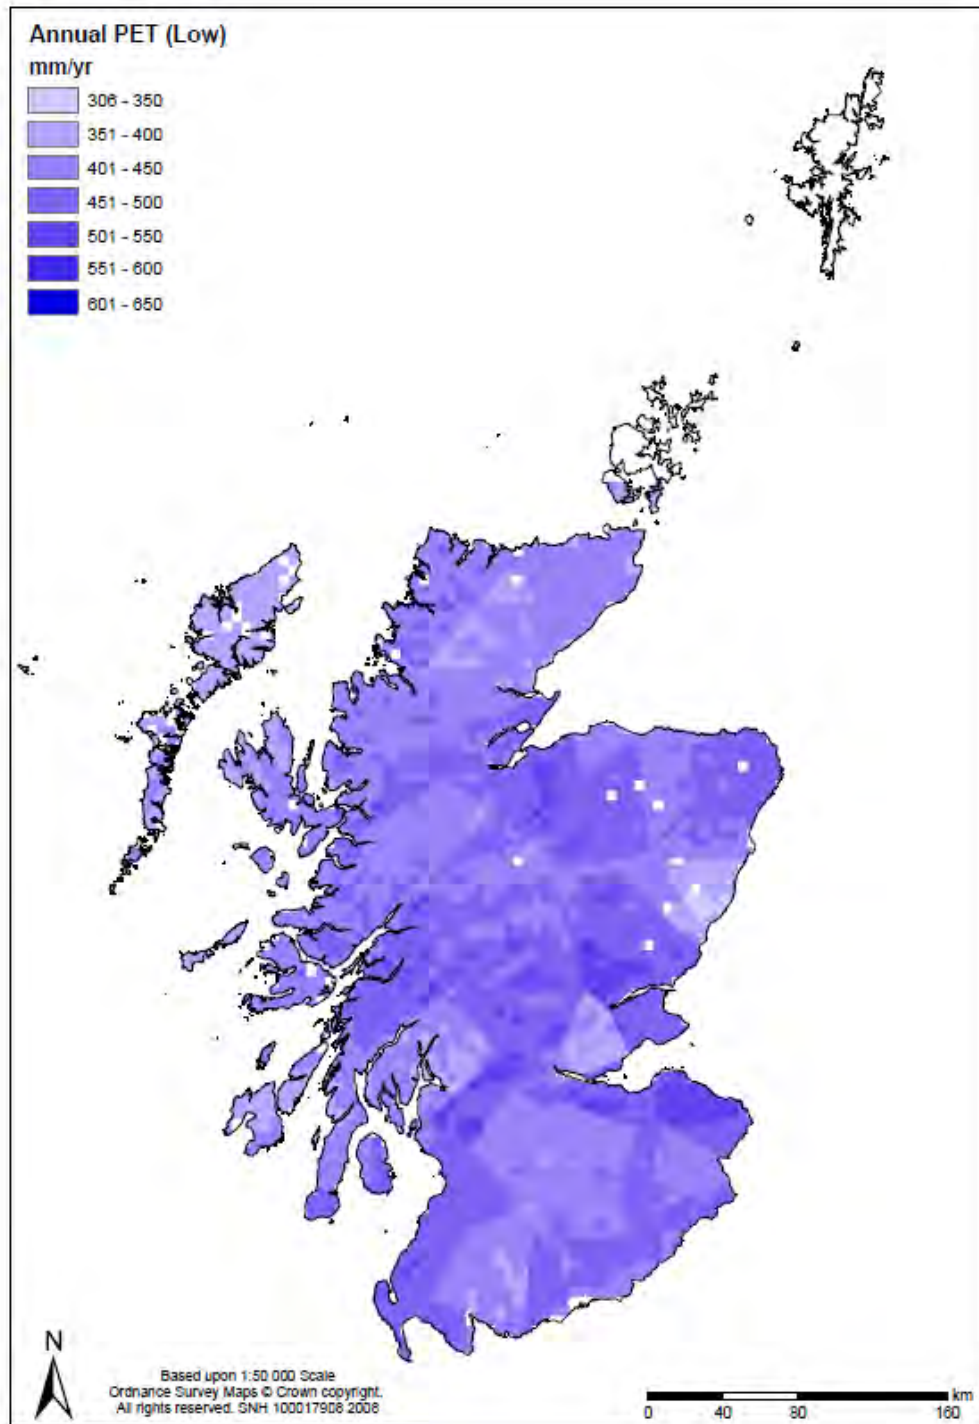 Annual PET (Low)
mm/yr
306 - 350
351 - 400
401 - 450
451 - 500
501 - 550
551 - 600
601 - 650
N
Based upon 1:50 000 Scale
Ordnance Survey Maps © Crown copyright.
All rights reserved. SNH 100017908 2008
km
0 40 80 160